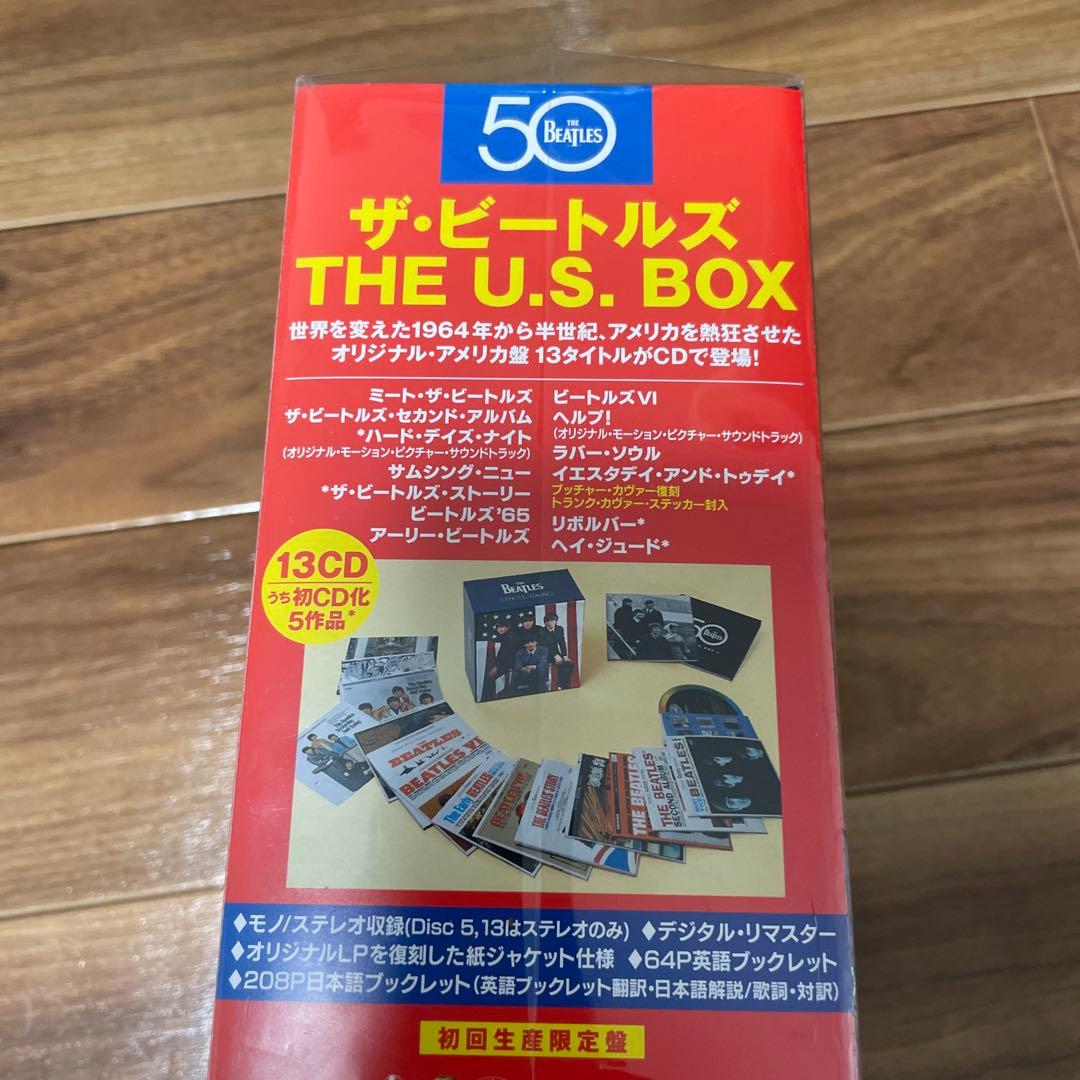 50
THE
BEATLES
ザ・ビートルズ
THE U.S. BOX
世界を変えた1964年から半世紀、アメリカを熱狂させた
オリジナル・アメリカ盤 13タイトルがCDで登場!
ミート・ザ・ビートルズ
ザ・ビートルズ・セカンド・アルバム
*ハード・デイズ・ナイト
(オリジナル・モーション・ピクチャー・サウンドトラック)
サムシング・ニュー
*ザ・ビートルズ・ストーリー
ビートルズ'65
アーリー・ビートルズ
ビートルズ VI
ヘルプ!
(オリジナル・モーション・ピクチャー・サウンドトラック)
ラバー・ソウル
イエスタデイ・アンド・トゥデイ*
ブッチャー・カヴァー復刻
トランク・カヴァー・ステッカー封入
リボルバー*
ヘイ・ジュード*
13CD
うち初CD化
5作品*
THE
BEATLES
BEATLES
BEATLES VI
The Early Beatles
THE BEATLES' STORY
THE BEATLES
THE BEATLES'
SECOND ALBUM
BEATLES!
◆モノ/ステレオ収録(Disc 5,13はステレオのみ) ◆デジタル・リマスター
◆オリジナルLPを復刻した紙ジャケット仕様 ◆64P英語ブックレット
◆208P日本語ブックレット(英語ブックレット翻訳・日本語解説/歌詞・対訳)
初回生産限定盤